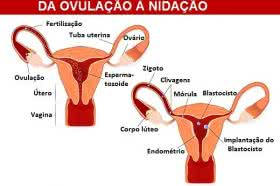 DA OVULAÇÃO A NIDAÇÃO
Fertilização
Tuba uterina
Ovário
Ovulação
Esperma-
tozoide
Útero
Vagina
Zigoto
Clivagens
Mórula
Blastocisto
Corpo lúteo
Endométrio
Implantação do
Blastocisto